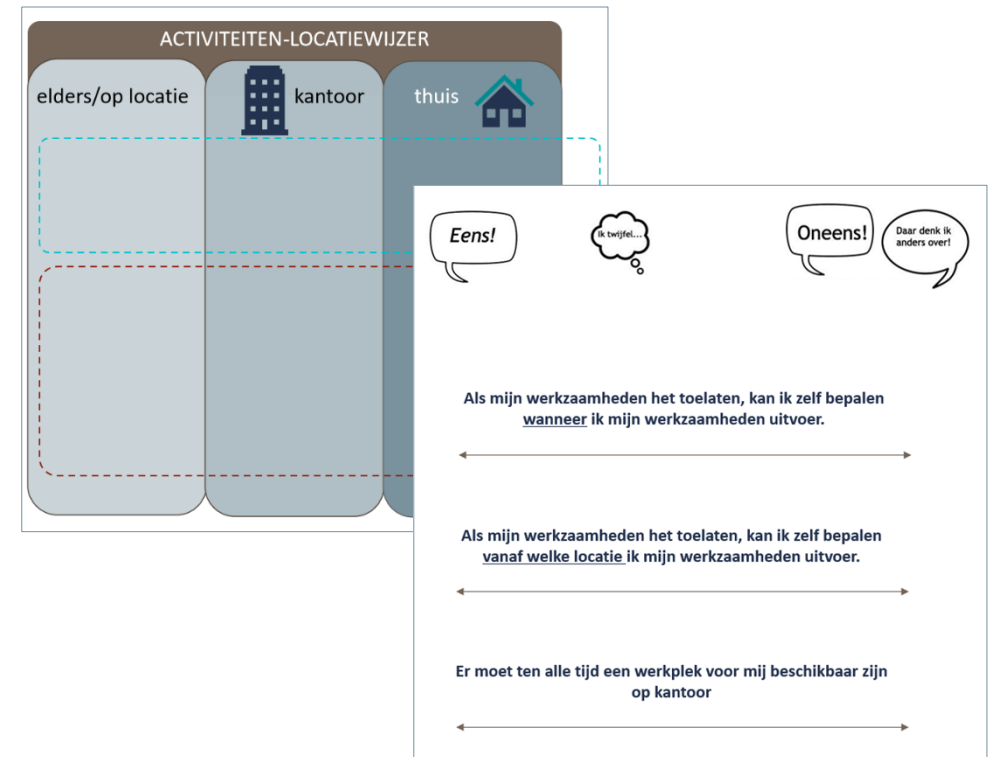 ACTIVITEITEN-LOCATIEWIJZER
elders/op locatie
kantoor
thuis
Eens!
Ik twijfel...
Oneens!
Daar denk ik
anders over!
Als mijn werkzaamheden het toelaten, kan ik zelf bepalen
wanneer ik mijn werkzaamheden uitvoer.
Als mijn werkzaamheden het toelaten, kan ik zelf bepalen
vanaf welke locatie ik mijn werkzaamheden uitvoer.
Er moet ten alle tijd een werkplek voor mij beschikbaar zijn
op kantoor